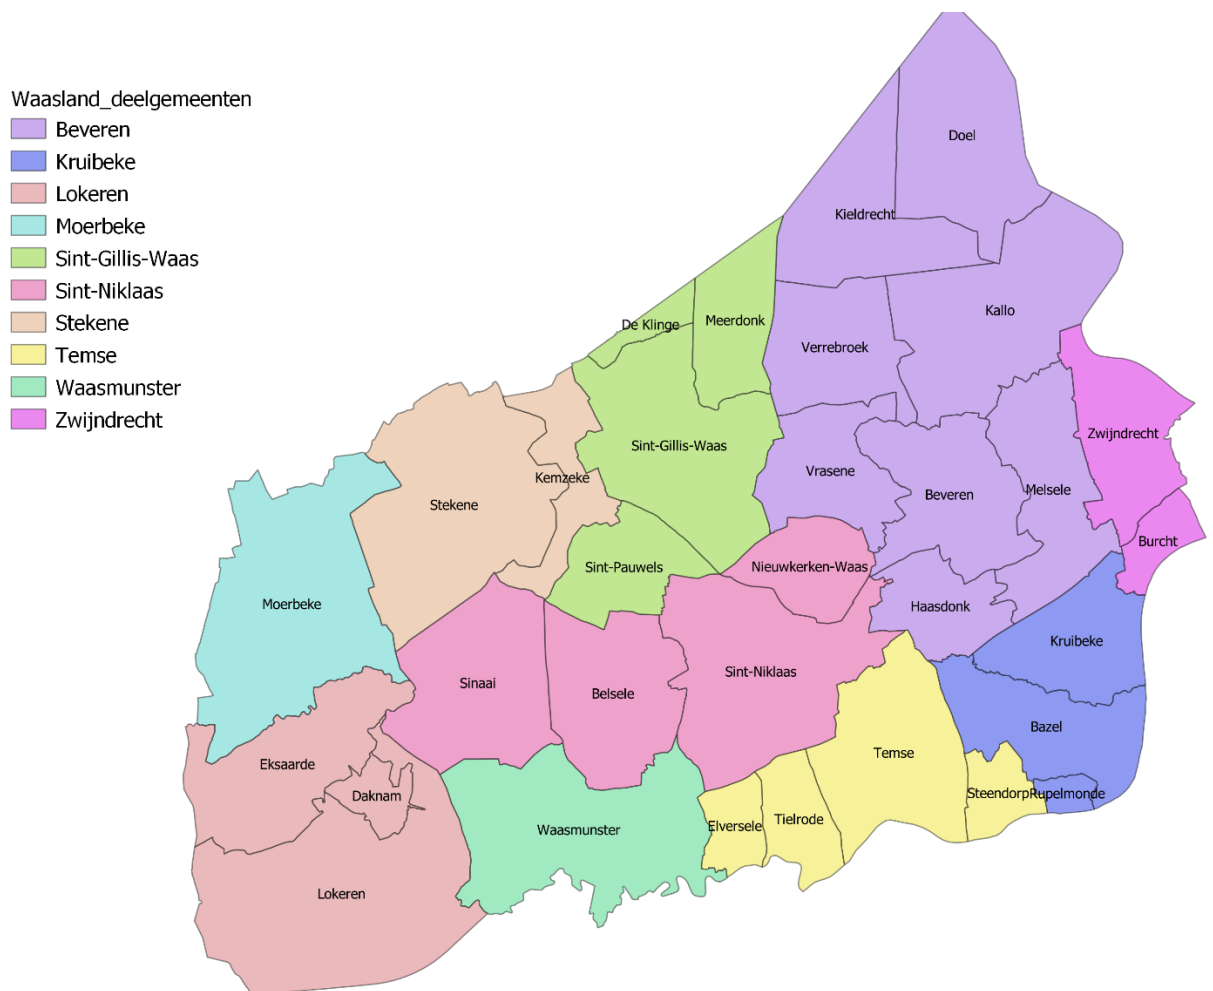 Waasland_deelgemeenten
Beveren
Kruibeke
Lokeren
Moerbeke
Sint-Gillis-Waas
Sint-Niklaas
Stekene
Temse
Waasmunster
Zwijndrecht
Doel
Kieldrecht
Kallo
De Klinge
Meerdonk
Verrebroek
Zwijndrecht
Sint-Gillis-Waas
Vrasene
Kemzeke
Melsele
Beveren
Stekene
Burcht
Sint-Pauwels
Nieuwkerken-Waas
Moerbeke
Haasdonk
Kruibeke
Sint-Niklaas
Sinaai
Belsele
Bazel
Temse
Eksaarde
Daknam
Steendorp
Rupelmonde
Elversele
Tielrode
Waasmunster
Lokeren